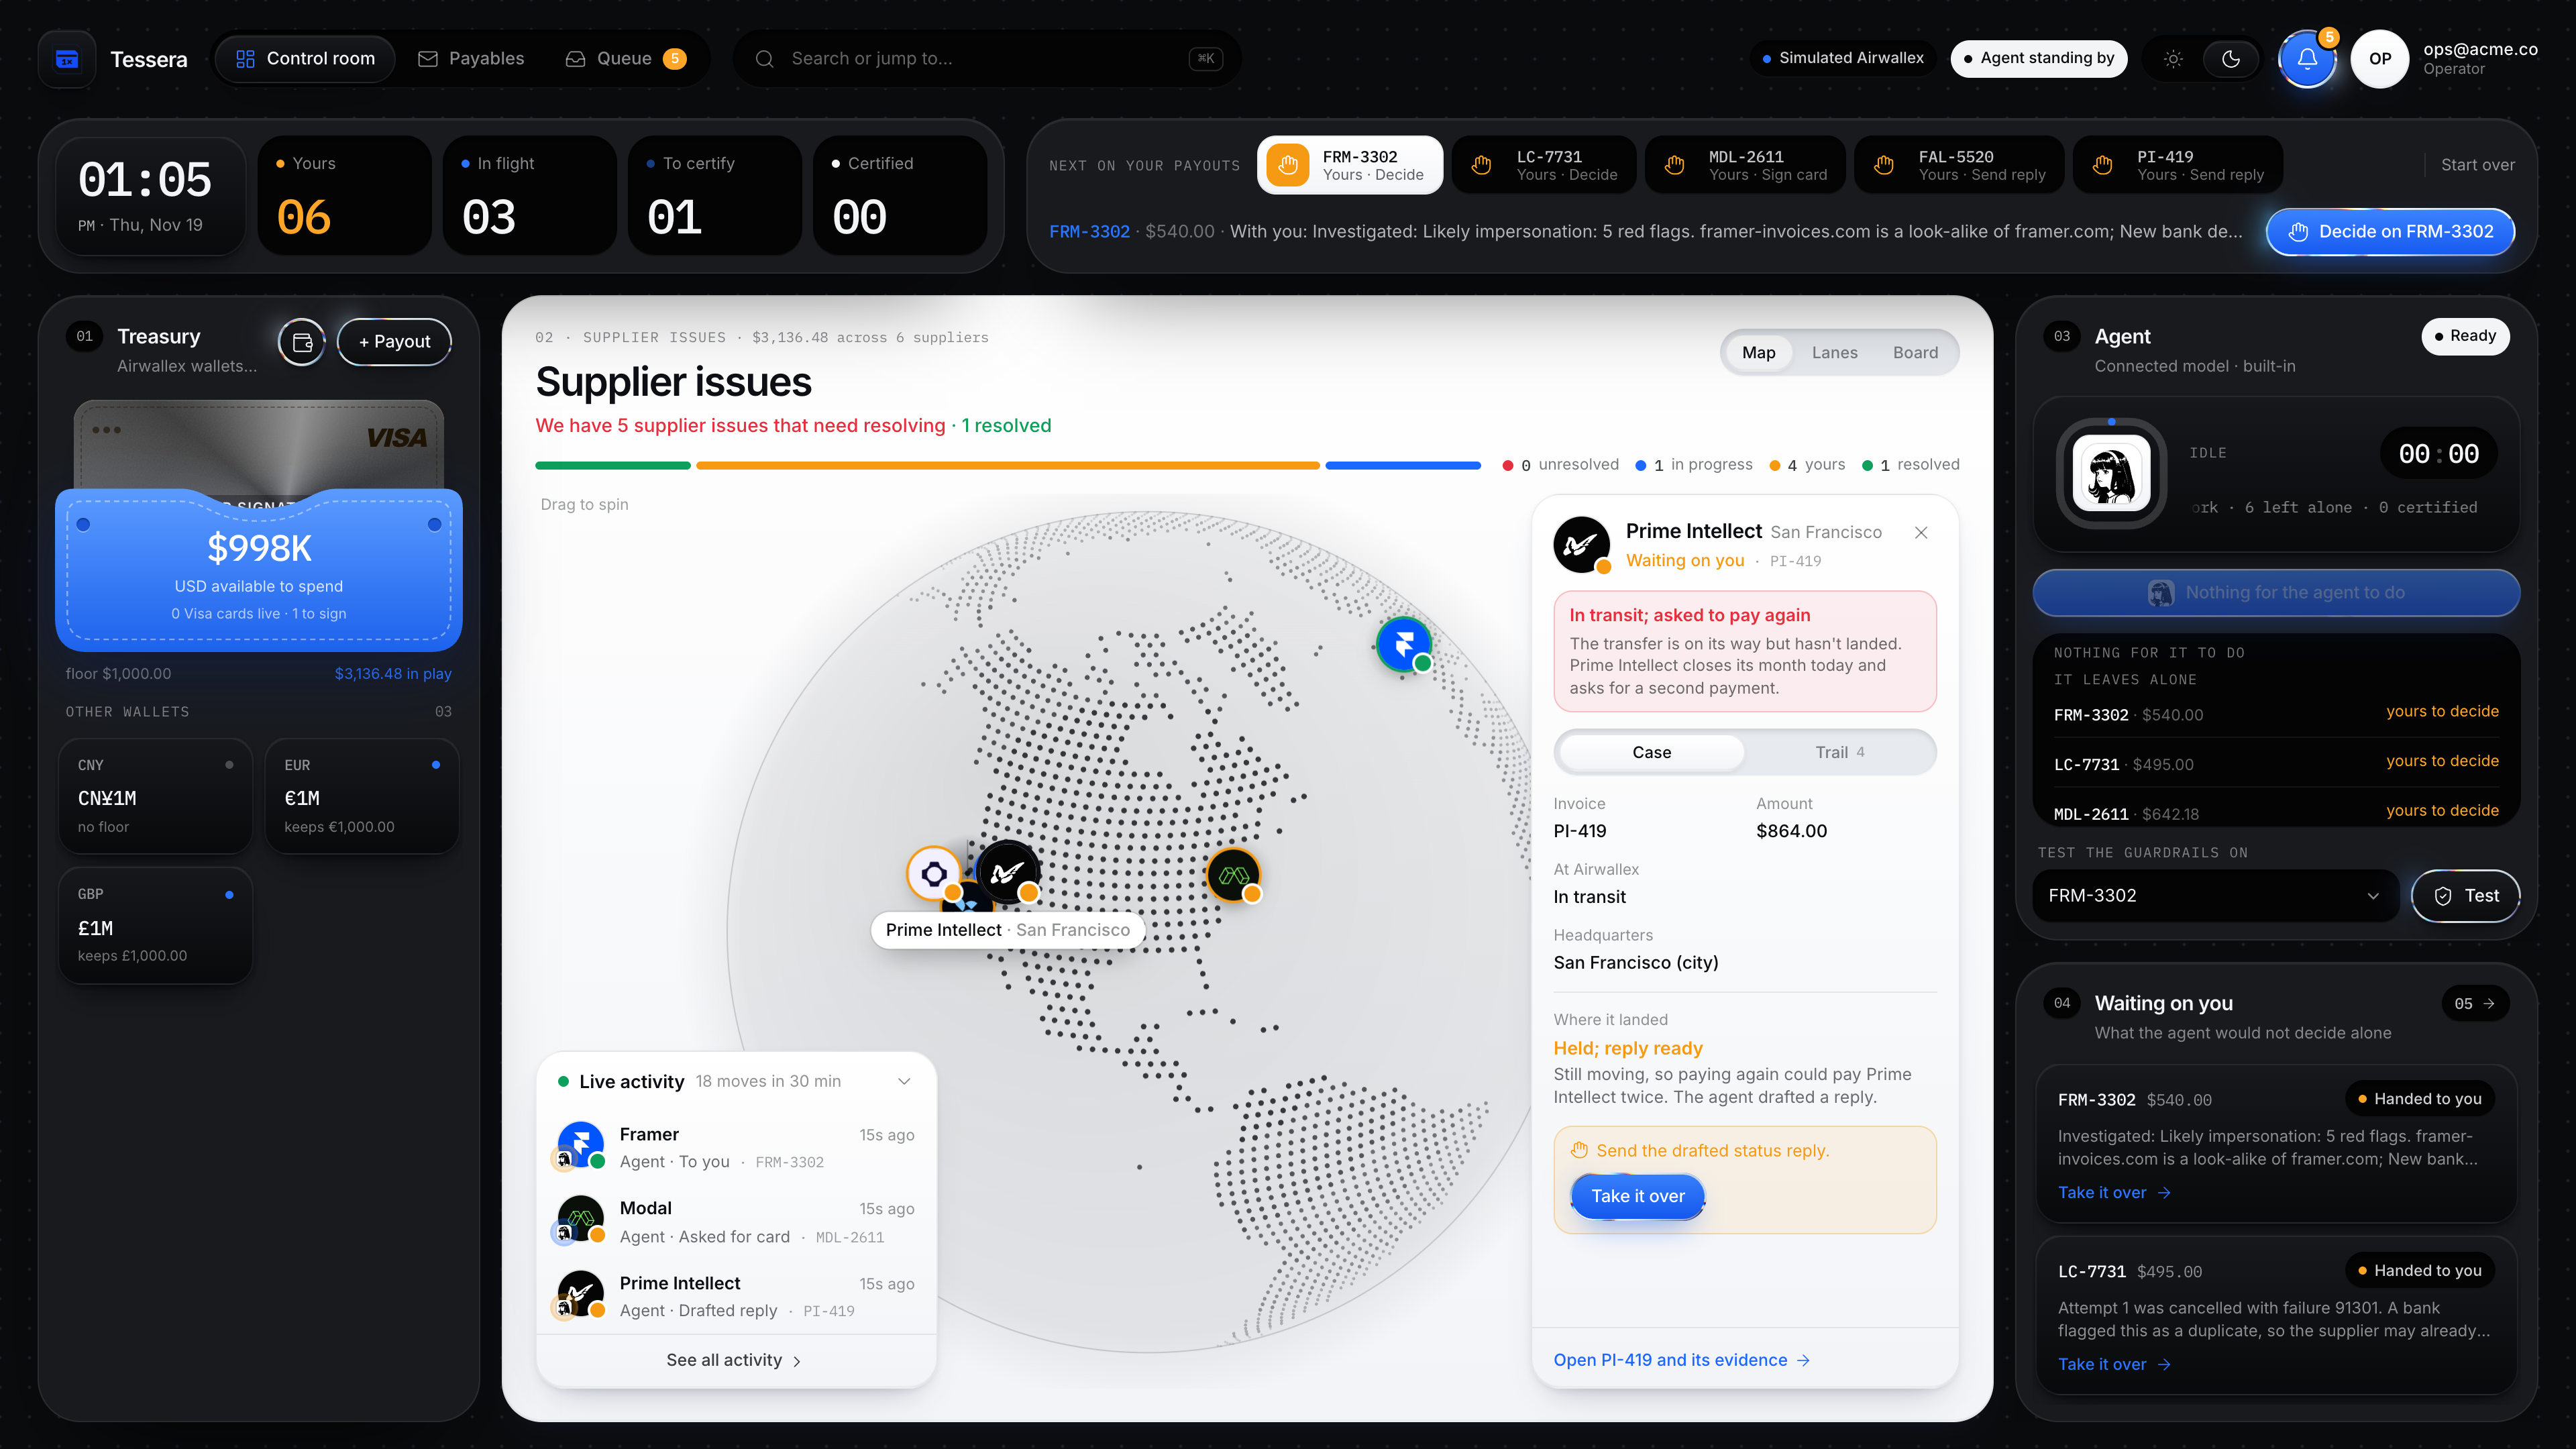 Tessera
Control room
Payables
Queue 5
Search or jump to...
⌘K
Simulated Airwallex
Agent standing by
5
OP
ops@acme.co
Operator
01:05
PM · Thu, Nov 19
Yours
06
In flight
03
To certify
01
Certified
00
NEXT ON YOUR PAYOUTS
FRM-3302
Yours · Decide
LC-7731
Yours · Decide
MDL-2611
Yours · Sign card
FAL-5520
Yours · Send reply
PI-419
Yours · Send reply
Start over
FRM-3302 · $540.00 · With you: Investigated: Likely impersonation: 5 red flags. framer-invoices.com is a look-alike of framer.com; New bank de...
Decide on FRM-3302
01
Treasury
Airwallex wallets...
+ Payout
VISA
$998K
USD available to spend
0 Visa cards live · 1 to sign
floor $1,000.00
$3,136.48 in play
OTHER WALLETS
03
CNY
CN¥1M
no floor
EUR
€1M
keeps €1,000.00
GBP
£1M
keeps £1,000.00
02 · SUPPLIER ISSUES · $3,136.48 across 6 suppliers
Supplier issues
We have 5 supplier issues that need resolving · 1 resolved
Map
Lanes
Board
0 unresolved
1 in progress
4 yours
1 resolved
Drag to spin
Prime Intellect · San Francisco
Live activity 18 moves in 30 min
Framer
15s ago
Agent · To you · FRM-3302
Modal
15s ago
Agent · Asked for card · MDL-2611
Prime Intellect
15s ago
Agent · Drafted reply · PI-419
See all activity
Prime Intellect San Francisco
Waiting on you · PI-419
In transit; asked to pay again
The transfer is on its way but hasn't landed.
Prime Intellect closes its month today and
asks for a second payment.
Case
Trail 4
Invoice
PI-419
Amount
$864.00
At Airwallex
In transit
Headquarters
San Francisco (city)
Where it landed
Held; reply ready
Still moving, so paying again could pay Prime
Intellect twice. The agent drafted a reply.
Send the drafted status reply.
Take it over
Open PI-419 and its evidence →
03
Agent
Connected model · built-in
Ready
IDLE
00:00
ork · 6 left alone · 0 certified
Nothing for the agent to do
NOTHING FOR IT TO DO
IT LEAVES ALONE
FRM-3302 · $540.00
yours to decide
LC-7731 · $495.00
yours to decide
MDL-2611 · $642.18
yours to decide
TEST THE GUARDRAILS ON
FRM-3302
Test
04
Waiting on you
What the agent would not decide alone
05 →
FRM-3302 $540.00
Handed to you
Investigated: Likely impersonation: 5 red flags. framer-
invoices.com is a look-alike of framer.com; New bank...
Take it over →
LC-7731 $495.00
Handed to you
Attempt 1 was cancelled with failure 91301. A bank
flagged this as a duplicate, so the supplier may already...
Take it over →